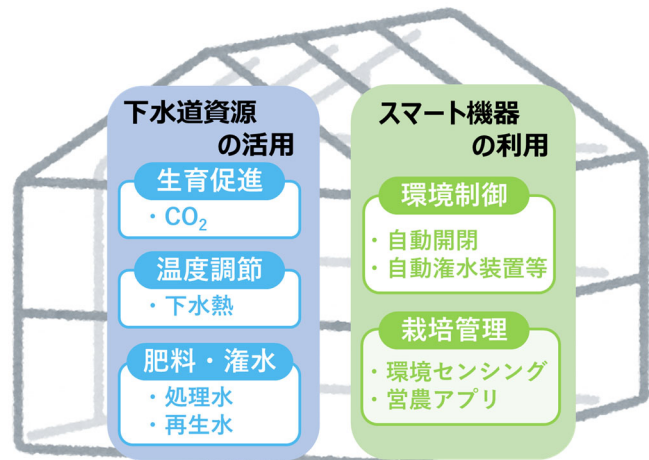 下水道資源
の活用
生育促進
・CO₂
温度調節
・下水熱
肥料・潅水
・処理水
・再生水
スマート機器
の利用
環境制御
・自動開閉
・自動潅水装置等
栽培管理
・環境センシング
・営農アプリ